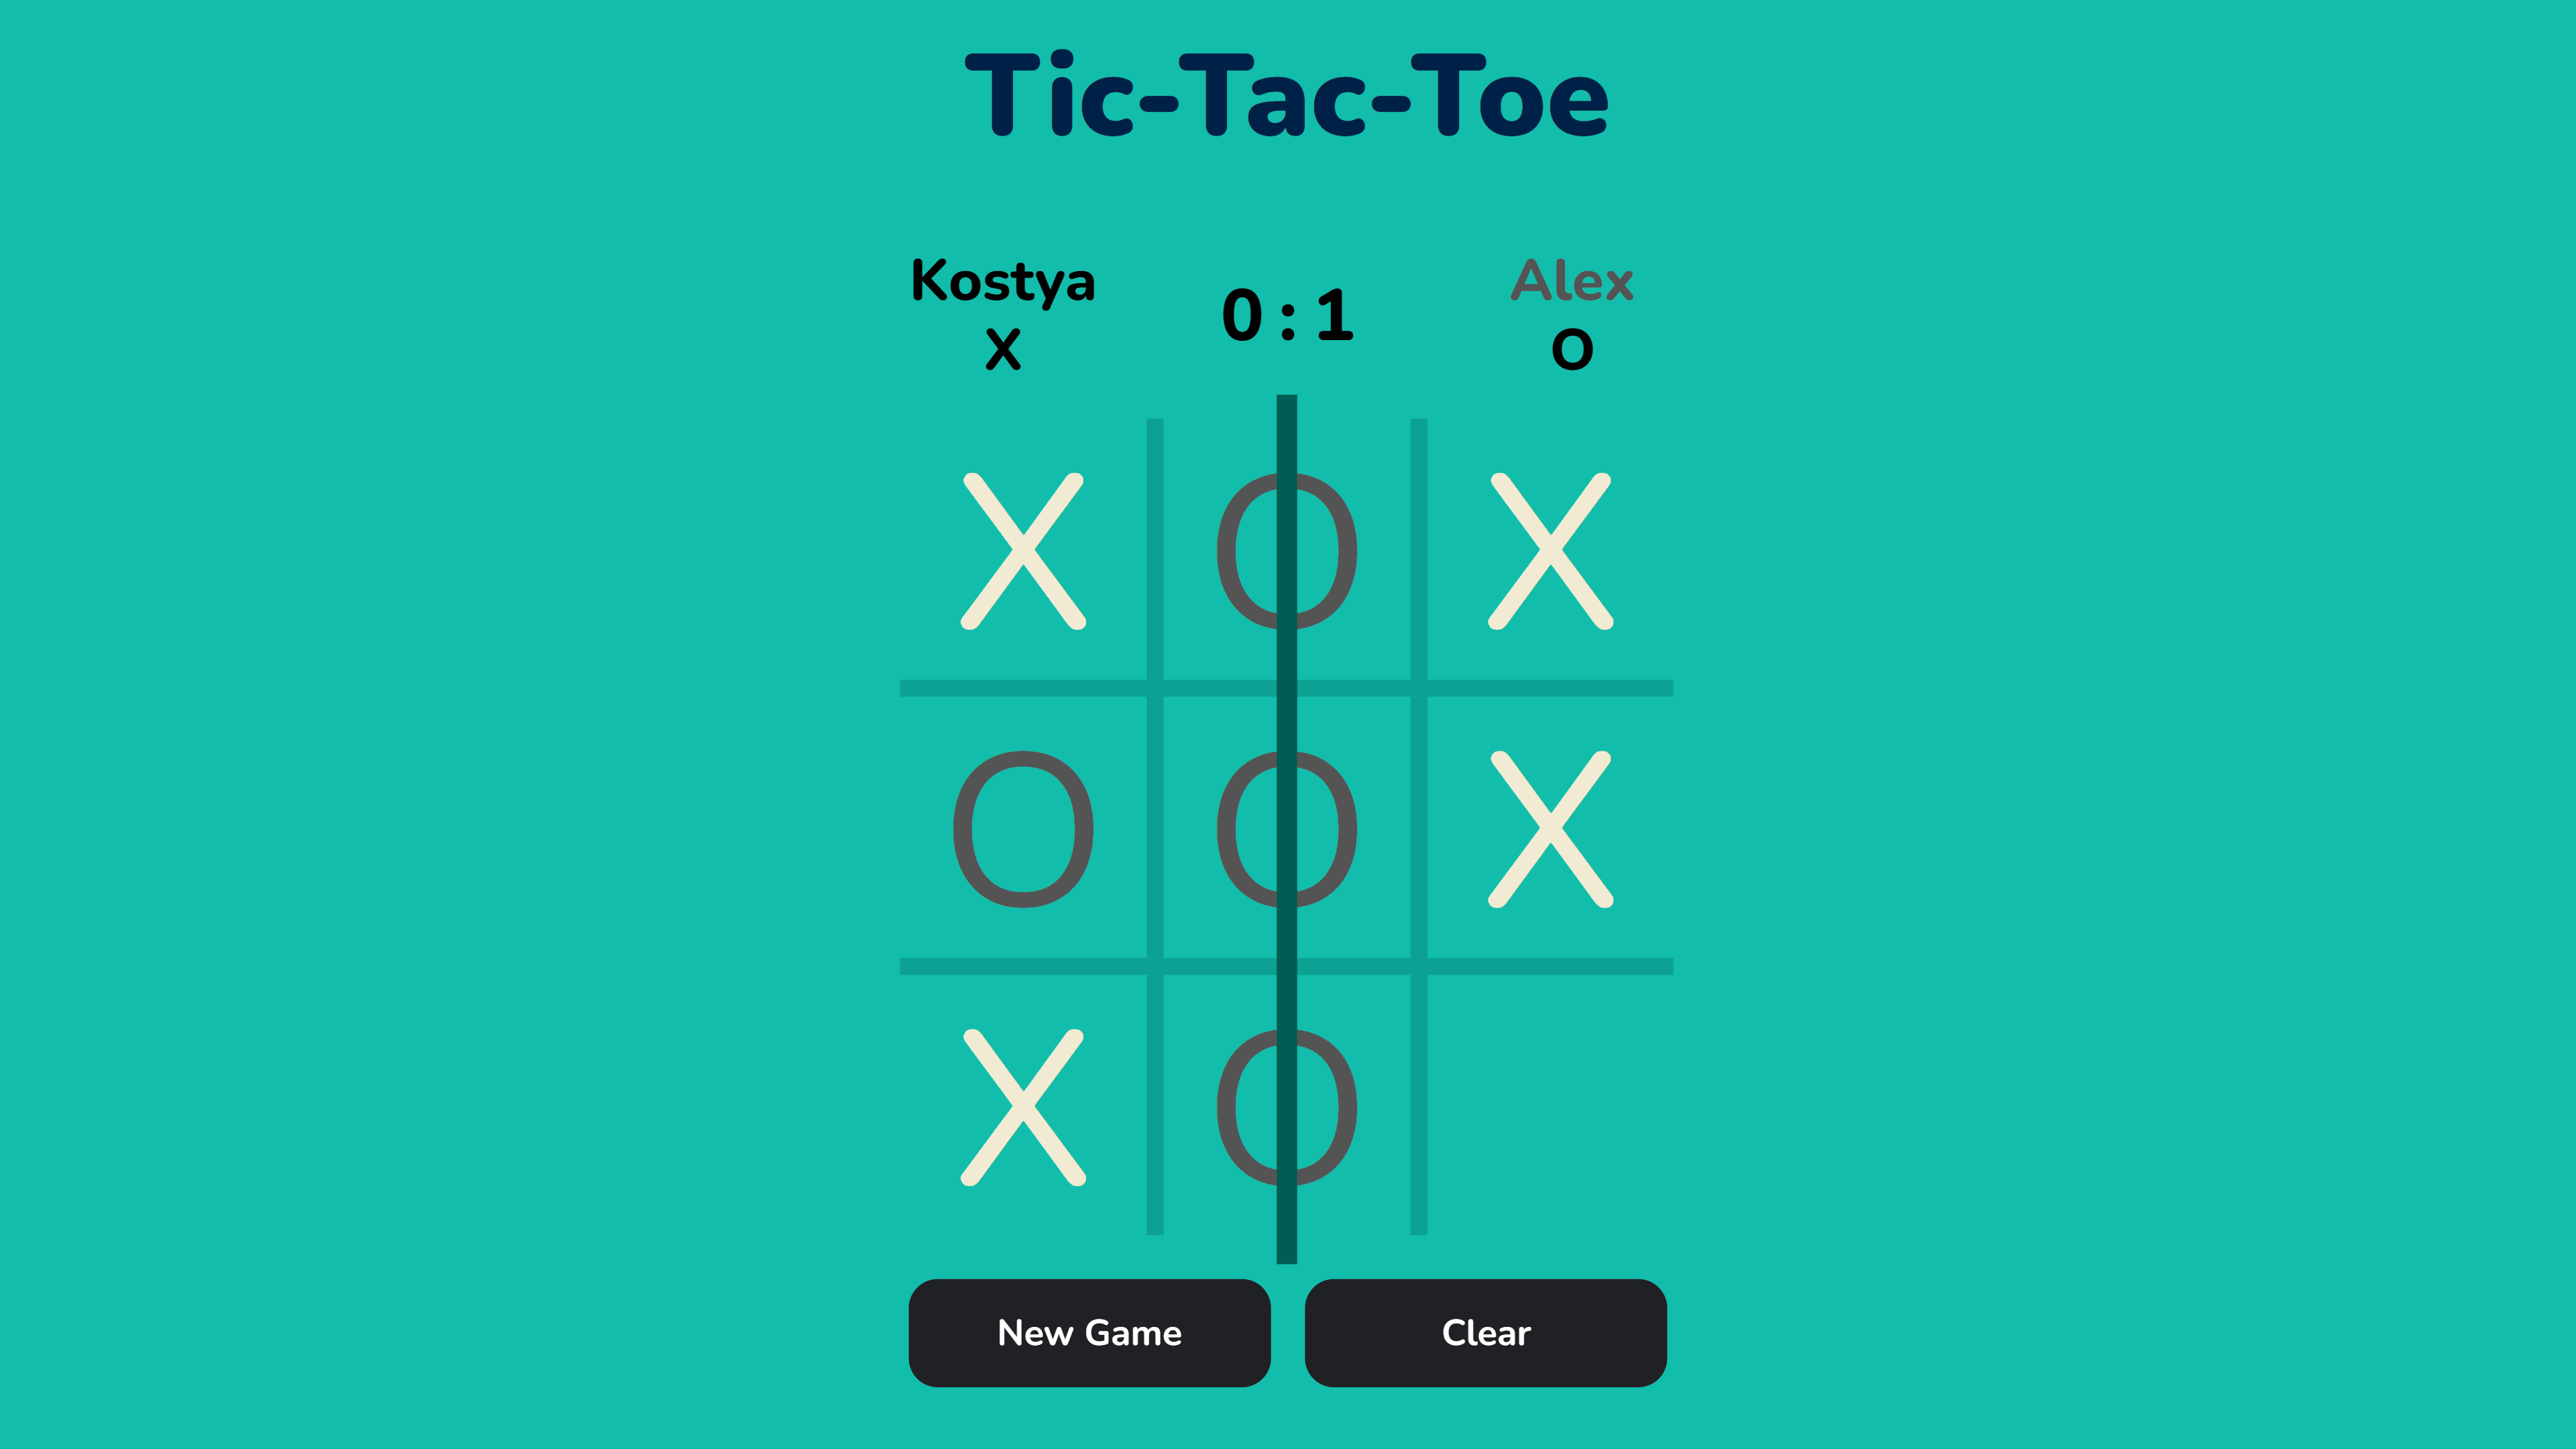 Tic-Tac-Toe
Kostya
X
0 : 1
Alex
O
X O X
O O X
X O
New Game
Clear